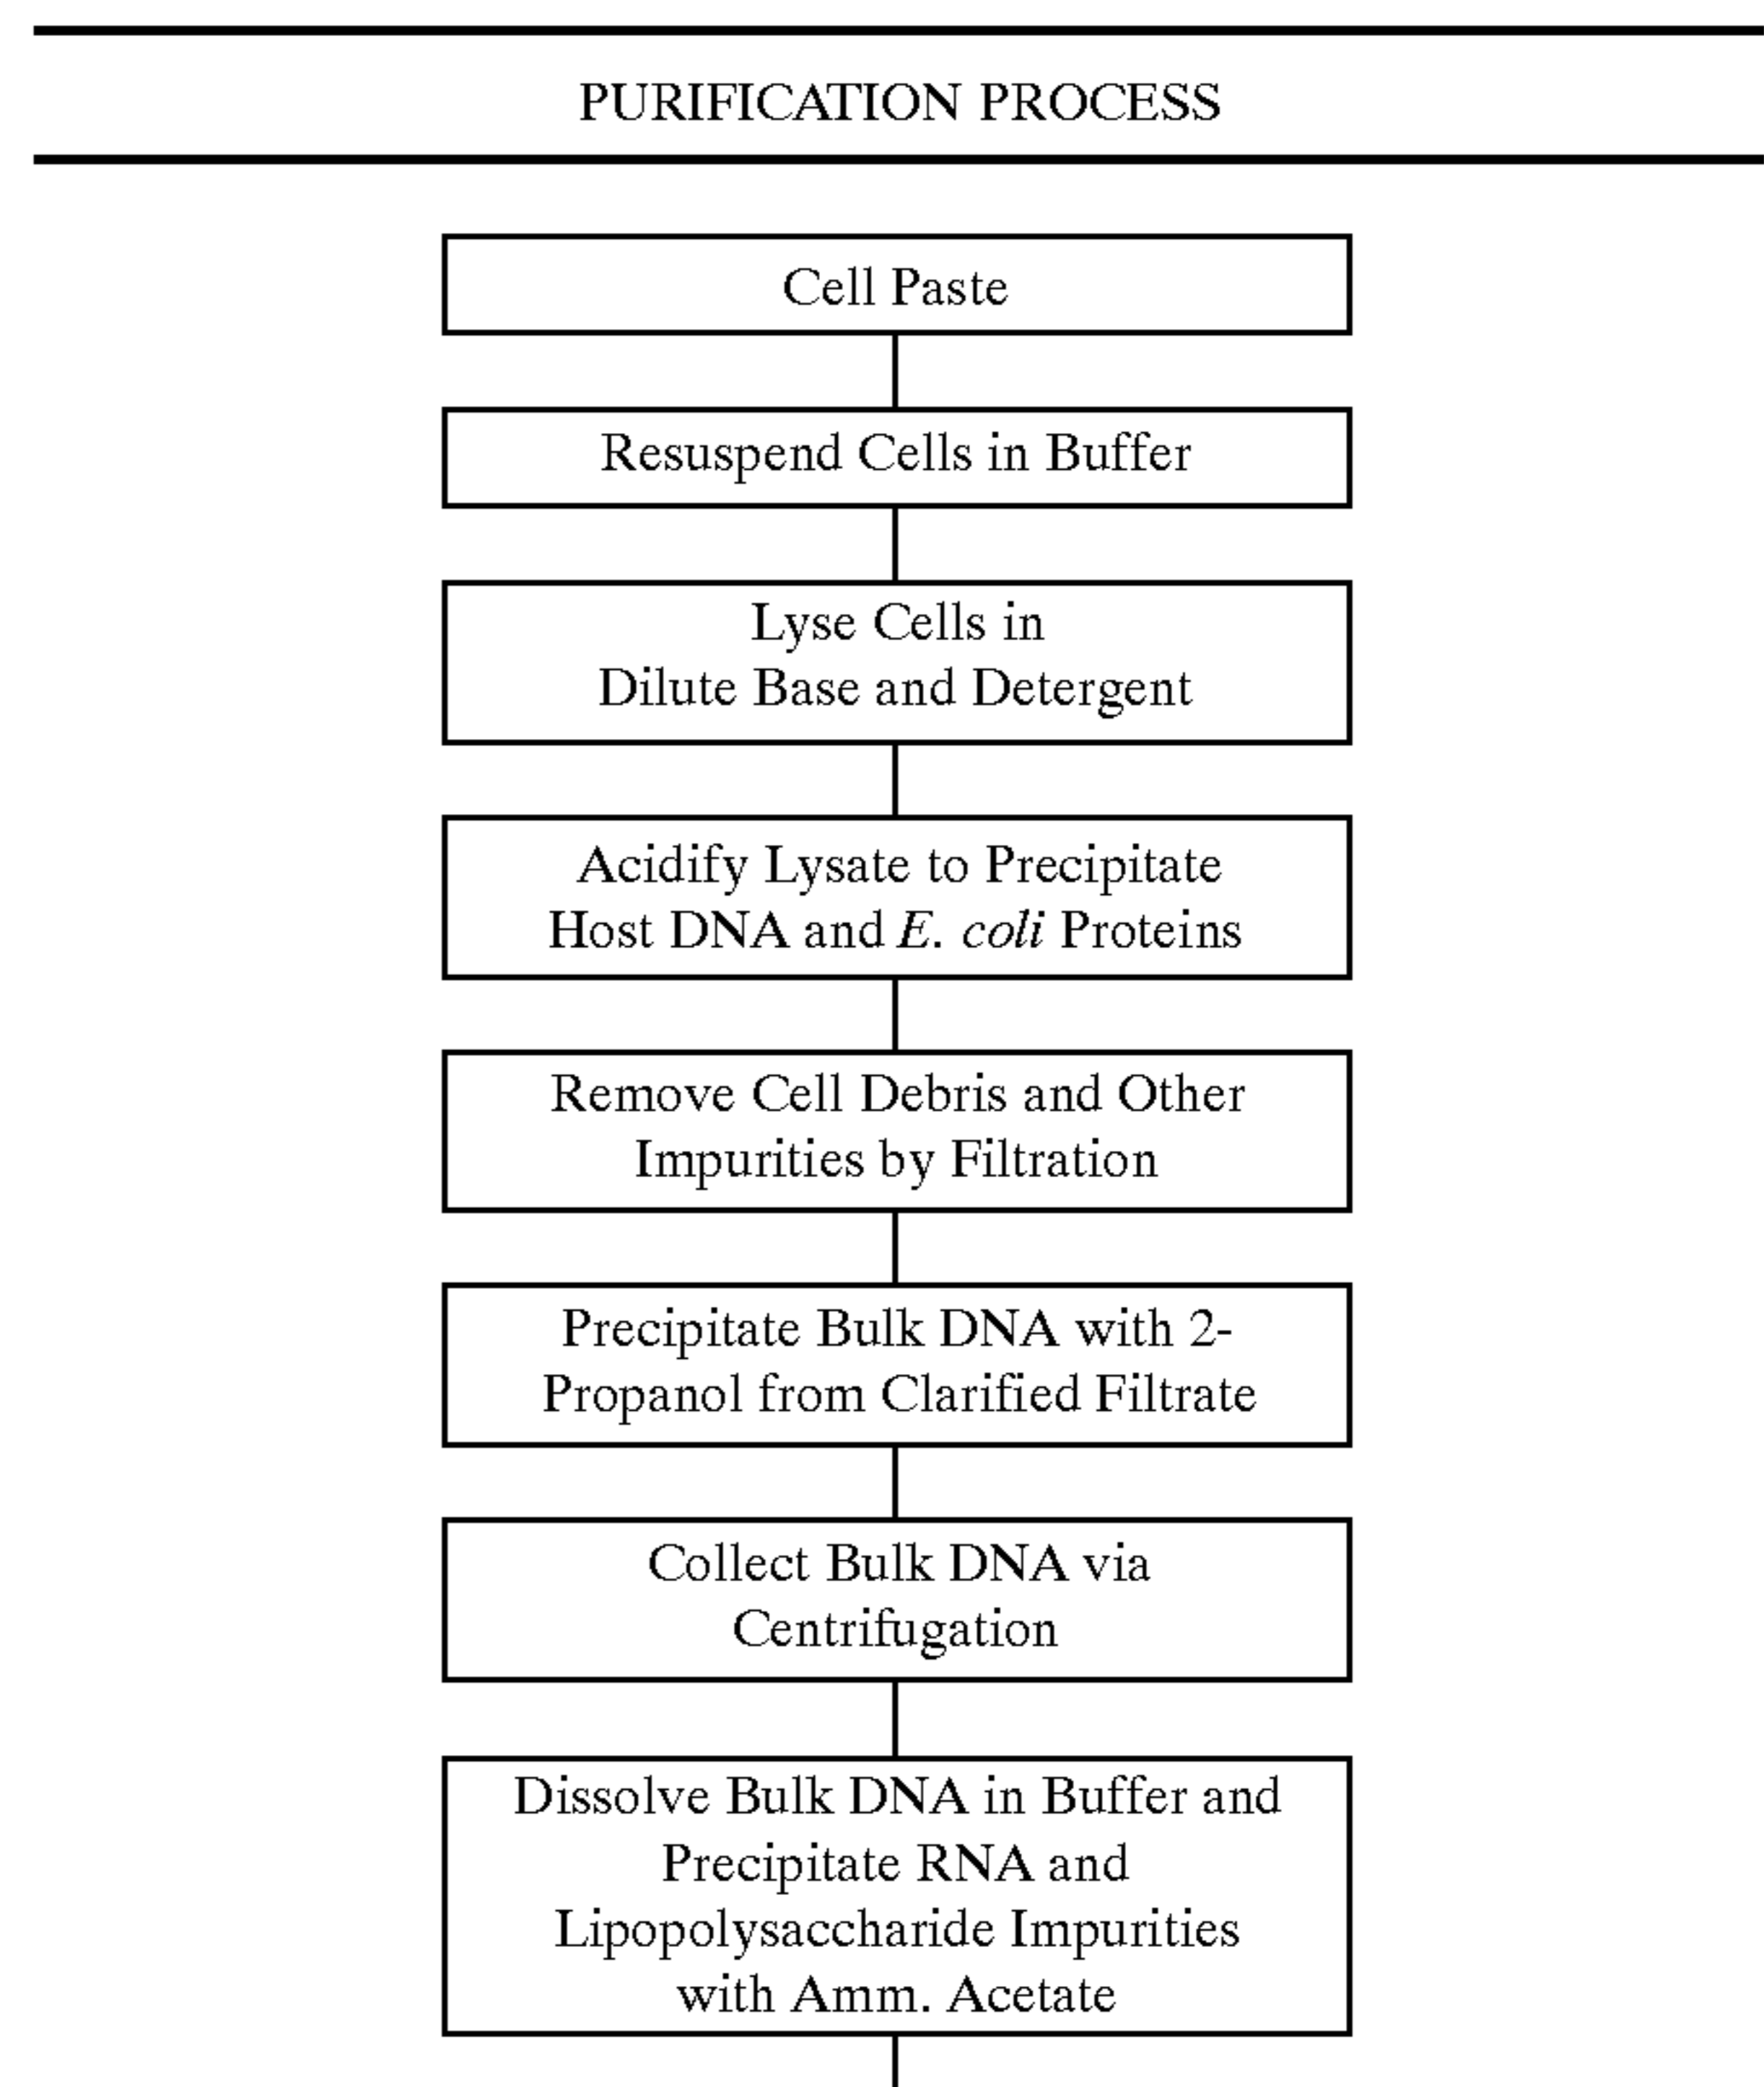 PURIFICATION PROCESS
Cell Paste
Resuspend Cells in Buffer
Lyse Cells in
Dilute Base and Detergent
Acidify Lysate to Precipitate
Host DNA and E. coli Proteins
Remove Cell Debris and Other
Impurities by Filtration
Precipitate Bulk DNA with 2-
Propanol from Clarified Filtrate
Collect Bulk DNA via
Centrifugation
Dissolve Bulk DNA in Buffer and
Precipitate RNA and
Lipopolysaccharide Impurities
with Amm. Acetate